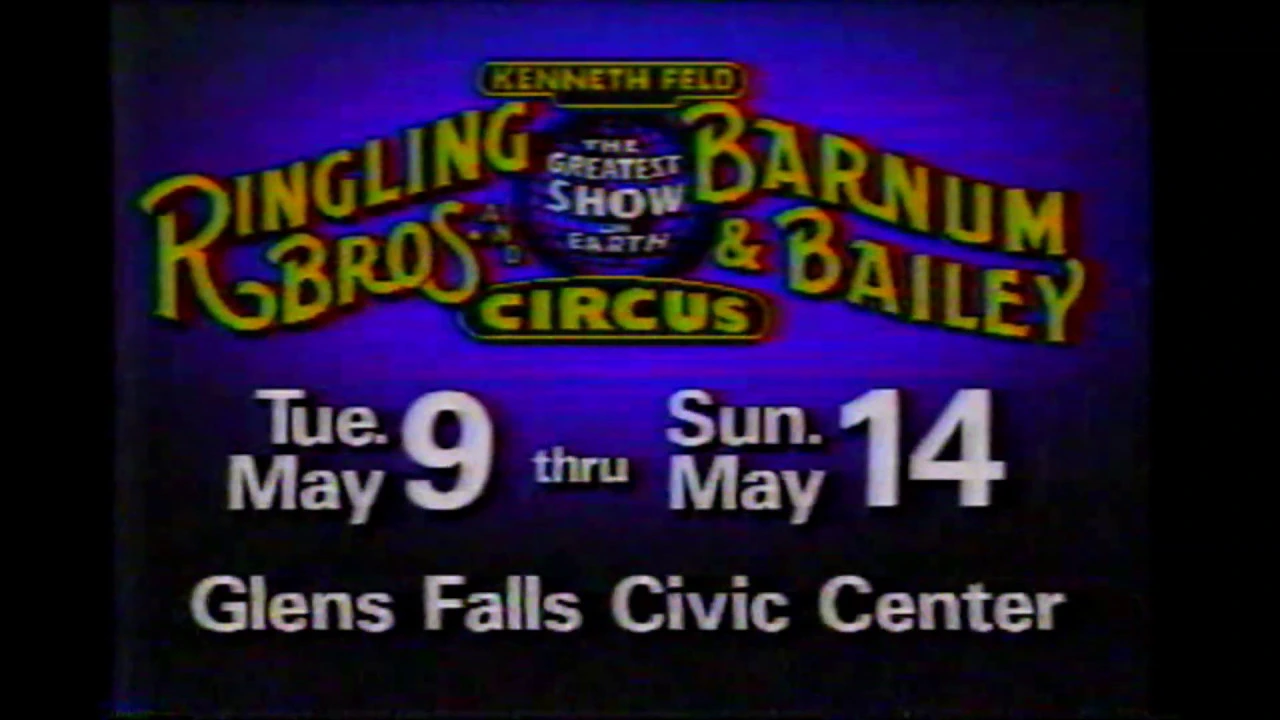 KENNETH FELD
RINGLING BROS. AND
THE
GREATEST
SHOW
ON
EARTH
BARNUM & BAILEY
CIRCUS
Tue. May 9 thru Sun. May 14
Glens Falls Civic Center